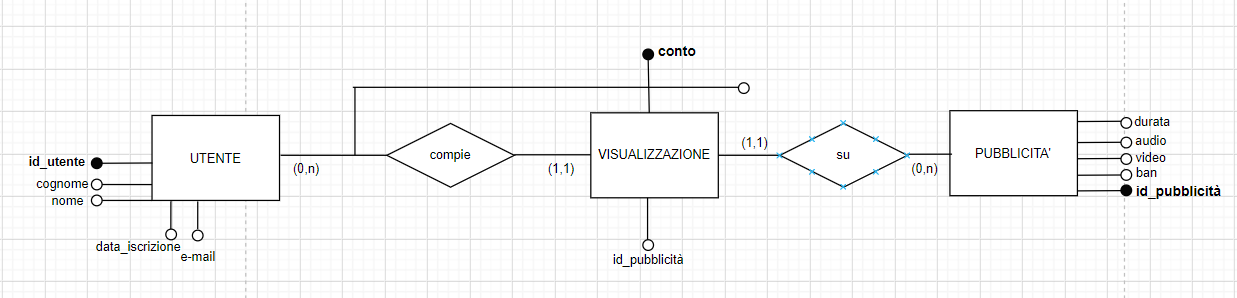 conto
id_utente
cognome
nome
data_iscrizione
e-mail
UTENTE
(0,n)
compie
(1,1)
VISUALIZZAZIONE
id_pubblicità
(1,1)
su
(0,n)
PUBBLICITA'
durata
audio
video
ban
id_pubblicità